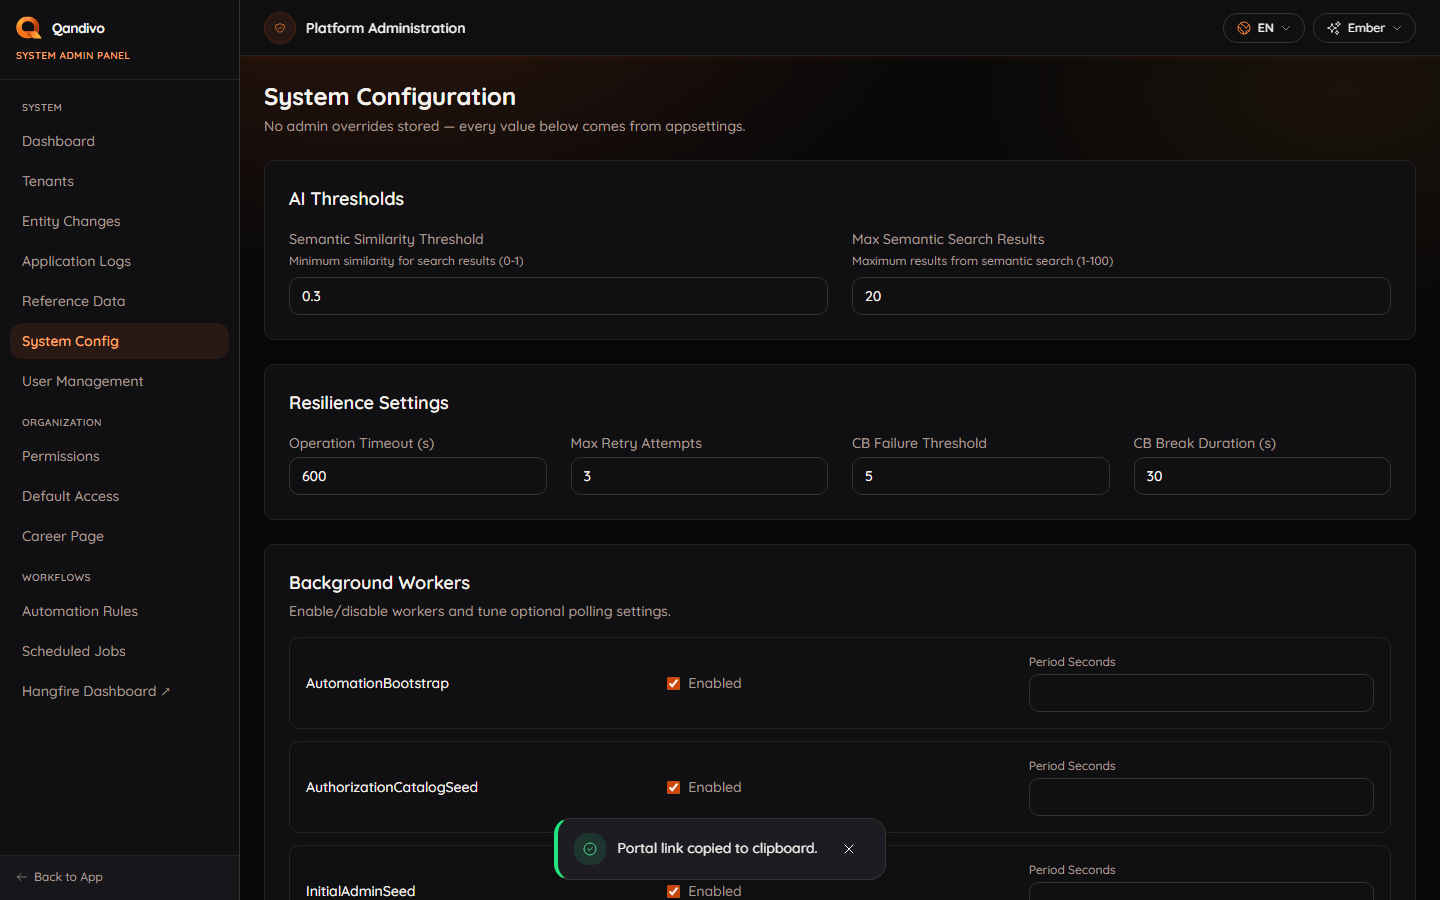 Qandivo
SYSTEM ADMIN PANEL
SYSTEM
Dashboard
Tenants
Entity Changes
Application Logs
Reference Data
System Config
User Management
ORGANIZATION
Permissions
Default Access
Career Page
WORKFLOWS
Automation Rules
Scheduled Jobs
Hangfire Dashboard ↗
← Back to App
Platform Administration
EN
Ember
System Configuration
No admin overrides stored — every value below comes from appsettings.
AI Thresholds
Semantic Similarity Threshold
Minimum similarity for search results (0-1)
0.3
Max Semantic Search Results
Maximum results from semantic search (1-100)
20
Resilience Settings
Operation Timeout (s)
600
Max Retry Attempts
3
CB Failure Threshold
5
CB Break Duration (s)
30
Background Workers
Enable/disable workers and tune optional polling settings.
AutomationBootstrap
Enabled
Period Seconds
AuthorizationCatalogSeed
Enabled
Period Seconds
InitialAdminSeed
Enabled
Period Seconds
Portal link copied to clipboard.